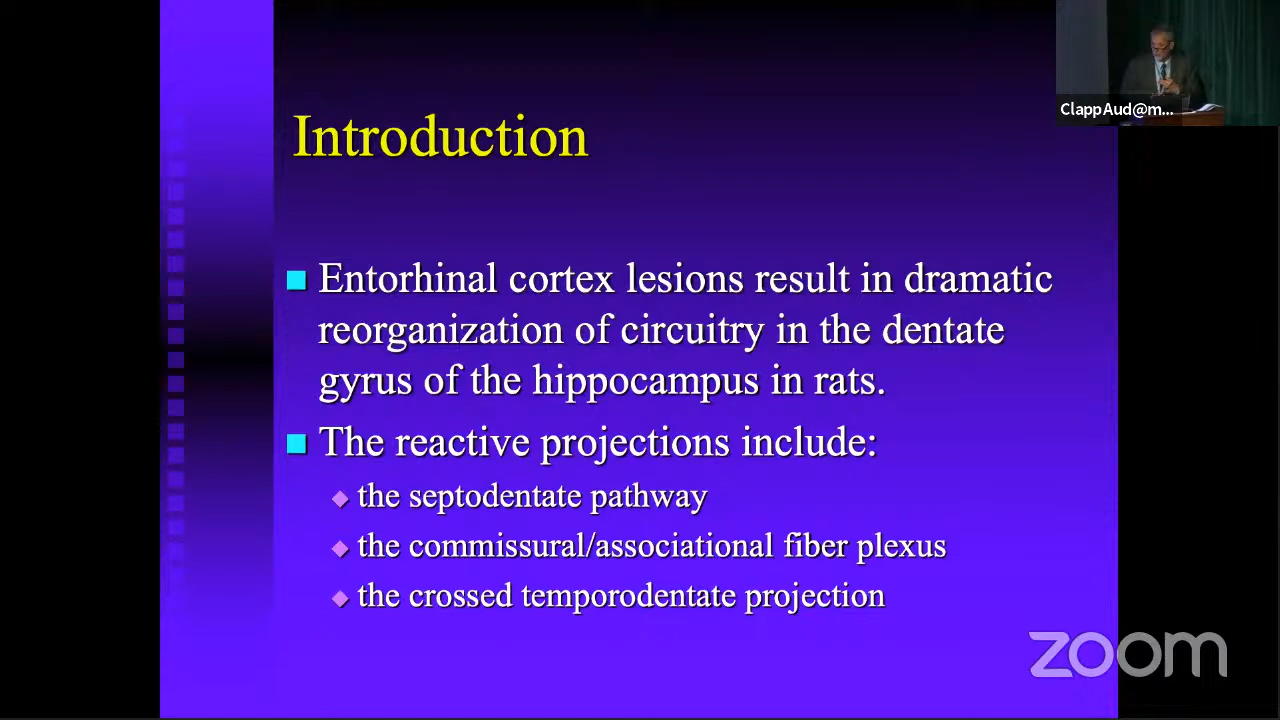 ClappAud@m...
Introduction
Entorhinal cortex lesions result in dramatic
reorganization of circuitry in the dentate
gyrus of the hippocampus in rats.
The reactive projections include:
the septodentate pathway
the commissural/associational fiber plexus
the crossed temporodentate projection
zoom